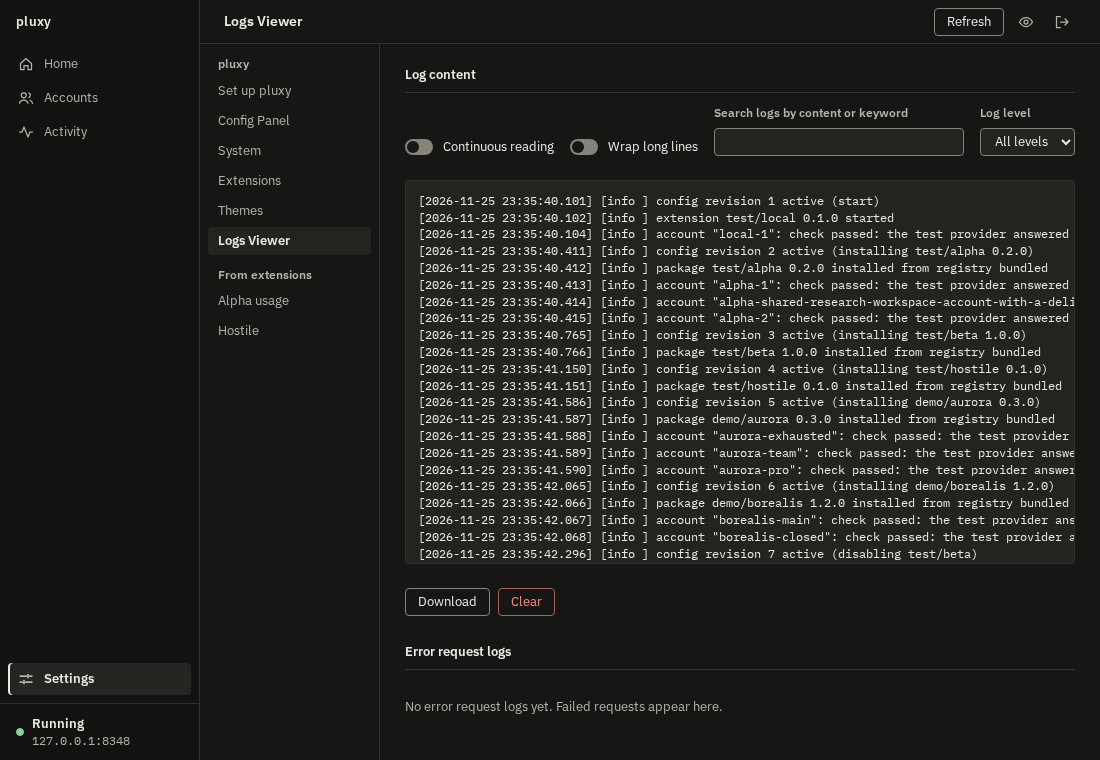 pluxy
Logs Viewer
Refresh
Home
Accounts
Activity
pluxy
Set up pluxy
Config Panel
System
Extensions
Themes
Logs Viewer
From extensions
Alpha usage
Hostile
Log content
Continuous reading
Wrap long lines
Search logs by content or keyword
Log level
All levels
[2026-11-25 23:35:40.101] [info ] config revision 1 active (start)
[2026-11-25 23:35:40.102] [info ] extension test/local 0.1.0 started
[2026-11-25 23:35:40.104] [info ] account "local-1": check passed: the test provider answered
[2026-11-25 23:35:40.411] [info ] config revision 2 active (installing test/alpha 0.2.0)
[2026-11-25 23:35:40.412] [info ] package test/alpha 0.2.0 installed from registry bundled
[2026-11-25 23:35:40.413] [info ] account "alpha-1": check passed: the test provider answered
[2026-11-25 23:35:40.414] [info ] account "alpha-shared-research-workspace-account-with-a-deli
[2026-11-25 23:35:40.415] [info ] account "alpha-2": check passed: the test provider answered
[2026-11-25 23:35:40.765] [info ] config revision 3 active (installing test/beta 1.0.0)
[2026-11-25 23:35:40.766] [info ] package test/beta 1.0.0 installed from registry bundled
[2026-11-25 23:35:41.150] [info ] config revision 4 active (installing test/hostile 0.1.0)
[2026-11-25 23:35:41.151] [info ] package test/hostile 0.1.0 installed from registry bundled
[2026-11-25 23:35:41.586] [info ] config revision 5 active (installing demo/aurora 0.3.0)
[2026-11-25 23:35:41.587] [info ] package demo/aurora 0.3.0 installed from registry bundled
[2026-11-25 23:35:41.588] [info ] account "aurora-exhausted": check passed: the test provider
[2026-11-25 23:35:41.589] [info ] account "aurora-team": check passed: the test provider answe
[2026-11-25 23:35:41.590] [info ] account "aurora-pro": check passed: the test provider answer
[2026-11-25 23:35:42.065] [info ] config revision 6 active (installing demo/borealis 1.2.0)
[2026-11-25 23:35:42.066] [info ] package demo/borealis 1.2.0 installed from registry bundled
[2026-11-25 23:35:42.067] [info ] account "borealis-main": check passed: the test provider ans
[2026-11-25 23:35:42.068] [info ] account "borealis-closed": check passed: the test provider a
[2026-11-25 23:35:42.296] [info ] config revision 7 active (disabling test/beta)
Download
Clear
Error request logs
No error request logs yet. Failed requests appear here.
Settings
Running
127.0.0.1:8348